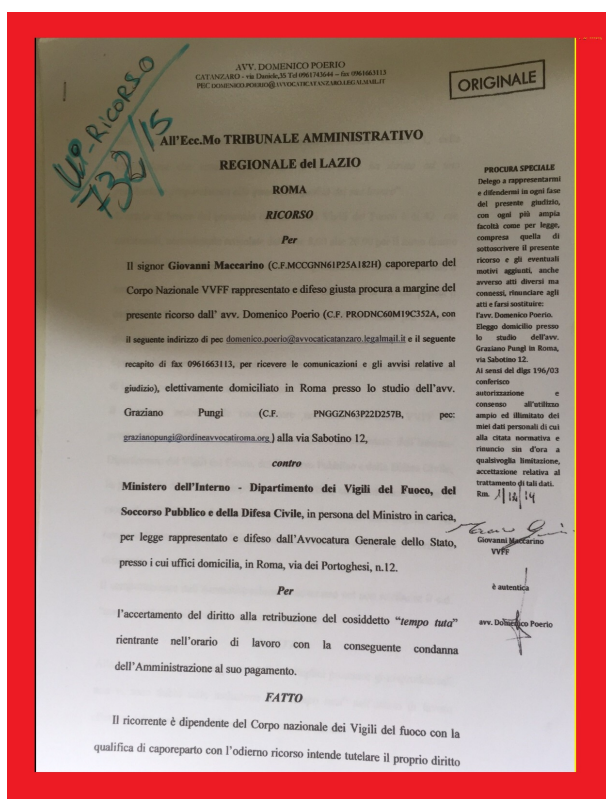 AVV. DOMENICO POERIO
CATANZARO - via Daniele,35 Tel 0961743644 – fax 0961663113
PEC DOMENICO.POERIO@AVVOCATICATANZARO.LEGALMAIL.IT
ORIGINALE
RICORSO
732/15
All'Ecc.Mo TRIBUNALE AMMINISTRATIVO
REGIONALE del LAZIO
ROMA
RICORSO
Per
Il signor Giovanni Maccarino (C.F.MCCGNN61P25A182H) caporeparto del
Corpo Nazionale VVFF rappresentato e difeso giusta procura a margine del
presente ricorso dall' avv. Domenico Poerio (C.F. PRODNC60M19C352A, con
il seguente indirizzo di pec domenico.poerio@avvocaticatanzaro.legalmail.it e il seguente
recapito di fax 0961663113, per ricevere le comunicazioni e gli avvisi relative al
giudizio), elettivamente domiciliato in Roma presso lo studio dell'avv.
Graziano Pungi (C.F. PNGGZN63P22D257B, pec:
grazianopungi@ordineavvocatiroma.org ) alla via Sabotino 12,
contro
Ministero dell'Interno - Dipartimento dei Vigili del Fuoco, del
Soccorso Pubblico e della Difesa Civile, in persona del Ministro in carica,
per legge rappresentato e difeso dall'Avvocatura Generale dello Stato,
presso i cui uffici domicilia, in Roma, via dei Portoghesi, n.12.
Per
l'accertamento del diritto alla retribuzione del cosiddetto “tempo tuta”
rientrante nell'orario di lavoro con la conseguente condanna
dell'Amministrazione al suo pagamento.
FATTO
Il ricorrente è dipendente del Corpo nazionale dei Vigili del fuoco con la
qualifica di caporeparto con l'odierno ricorso intende tutelare il proprio diritto
PROCURA SPECIALE
Delego a rappresentarmi
e difendermi in ogni fase
del presente giudizio,
con ogni più ampia
facoltà come per legge,
compresa quella di
sottoscrivere il presente
ricorso e gli eventuali
motivi aggiunti, anche
avverso atti diversi ma
connessi, rinunciare agli
atti e farsi sostituire:
l'avv. Domenico Poerio.
Eleggo domicilio presso
lo studio dell'avv.
Graziano Pungì in Roma,
via Sabotino 12.
Ai sensi del dlgs 196/03
conferisco
autorizzazione e
consenso all'utilizzo
ampio ed illimitato dei
miei dati personali di cui
alla citata normativa e
rinuncio sin d'ora a
qualsivoglia limitazione,
accettazione relativa al
trattamento di tali dati.
Rm.
Giovanni Maccarino
VVFF
è autentica
avv. Domenico Poerio